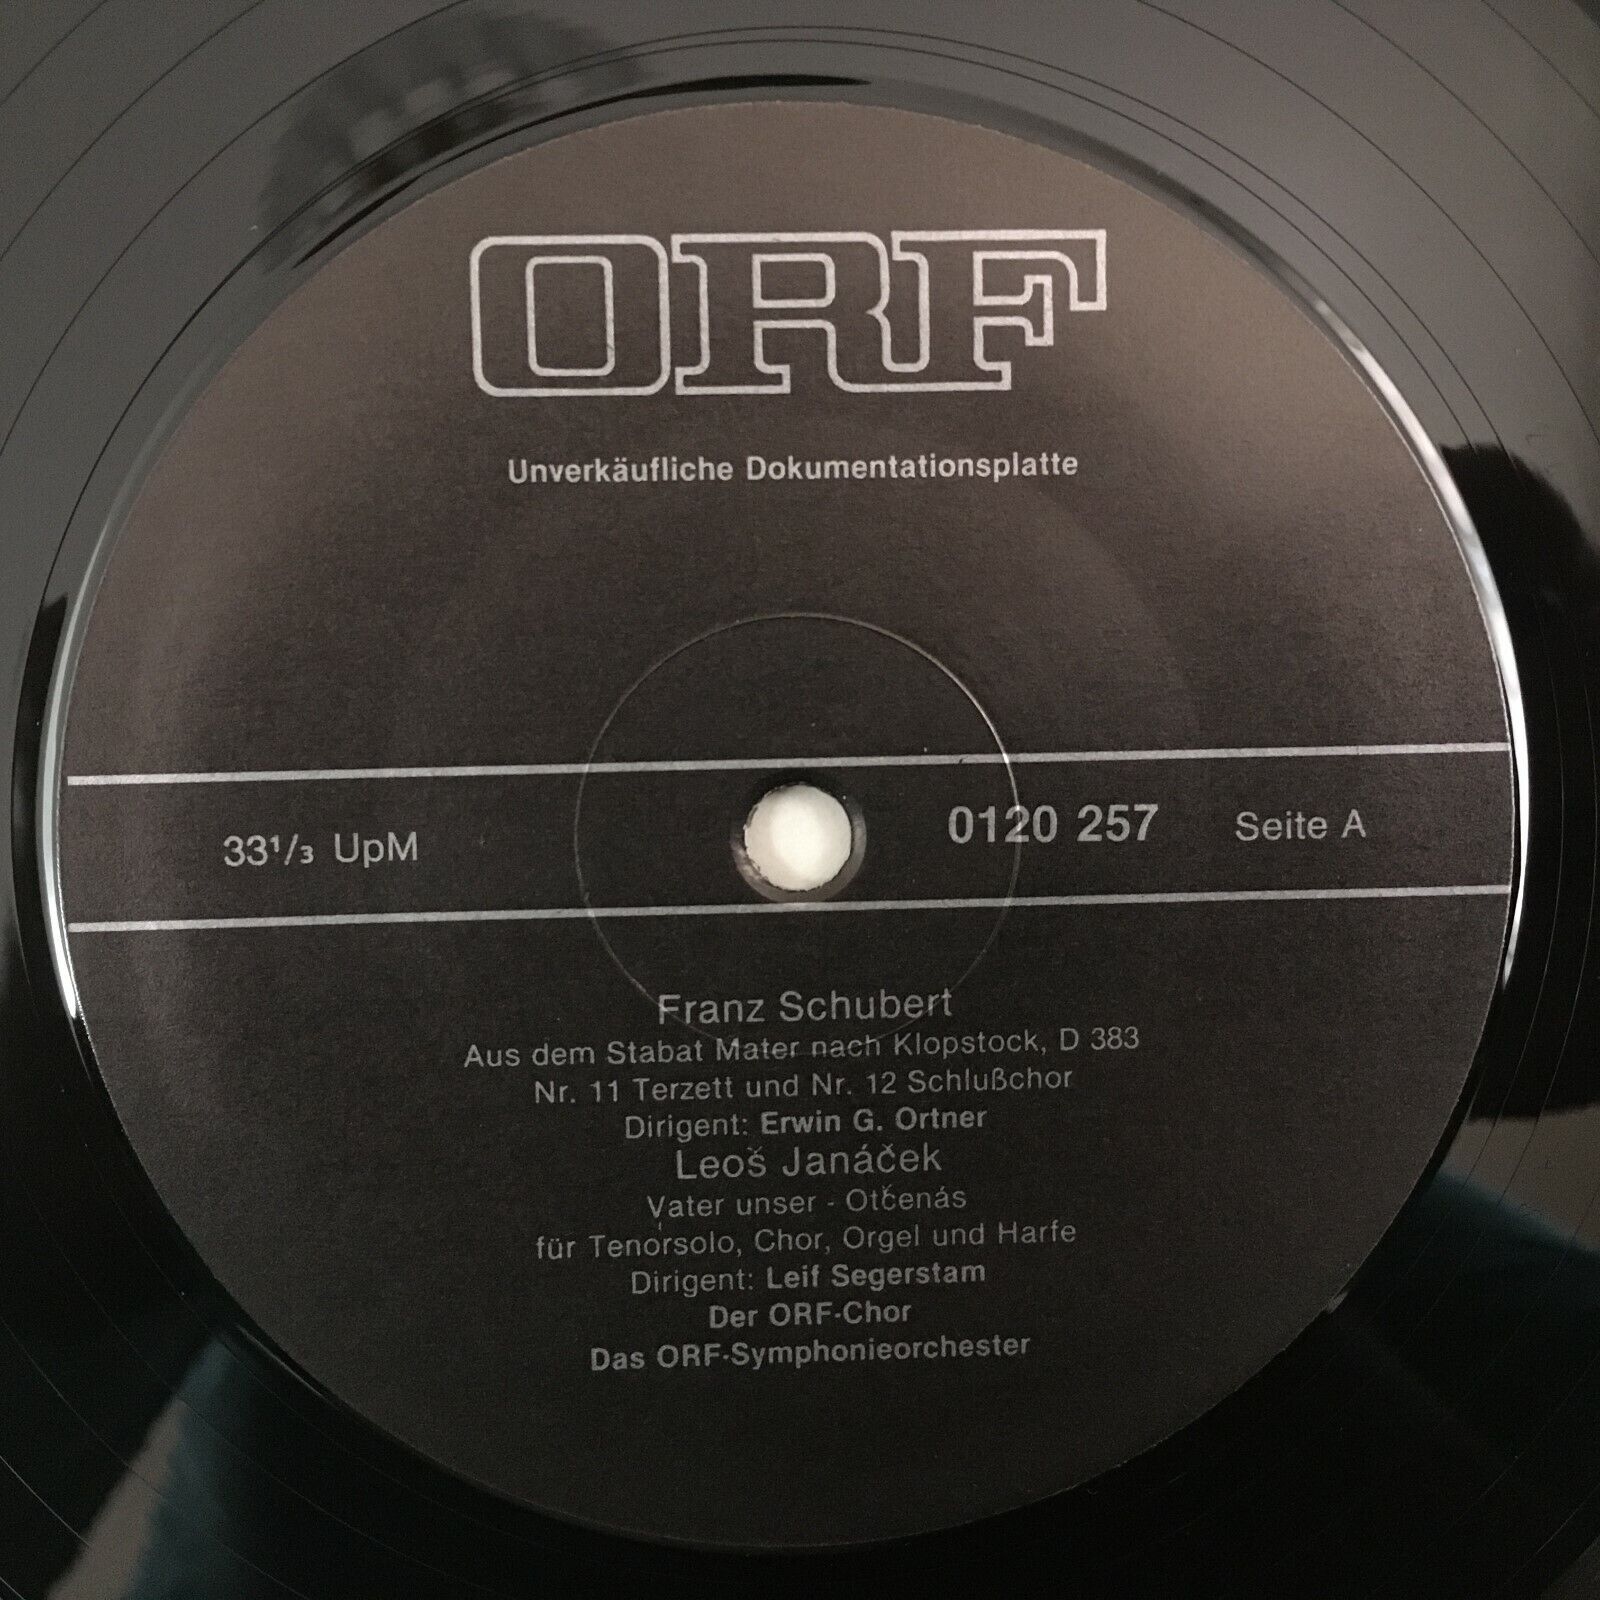 ORF
Unverkäufliche Dokumentationsplatte
33 1/3 UpM
0120 257 Seite A
Franz Schubert
Aus dem Stabat Mater nach Klopstock, D 383
Nr. 11 Terzett und Nr. 12 Schlußchor
Dirigent: Erwin G. Ortner
Leoš Janáček
Vater unser - Otčenás
für Tenorsolo, Chor, Orgel und Harfe
Dirigent: Leif Segerstam
Der ORF-Chor
Das ORF-Symphonieorchester